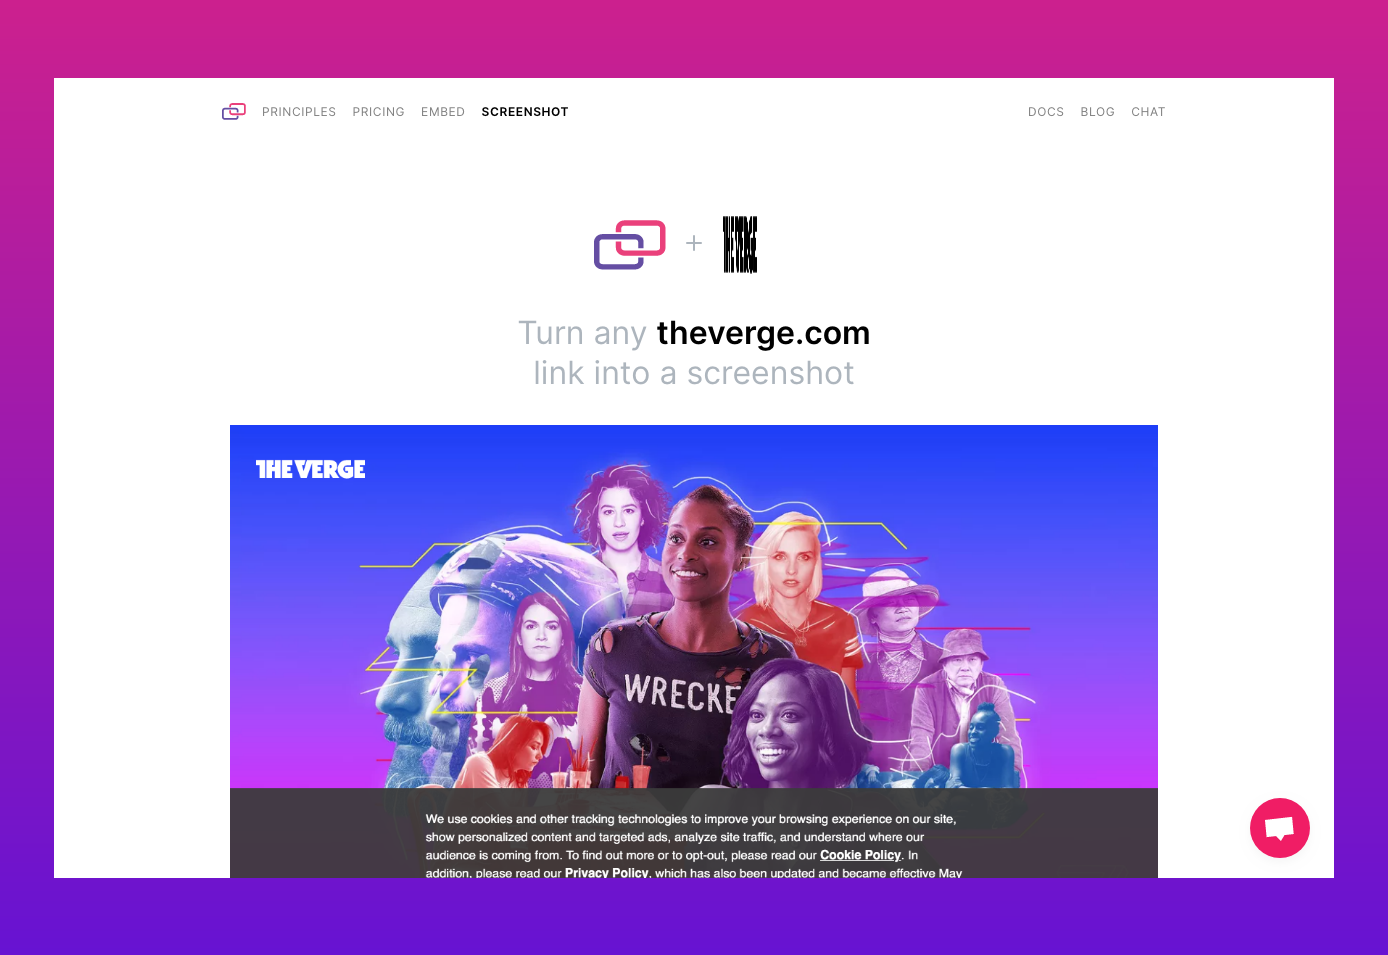 PRINCIPLES PRICING EMBED SCREENSHOT DOCS BLOG CHAT
+ THE VERGE
Turn any theverge.com
link into a screenshot
THE VERGE
WRECKE
We use cookies and other tracking technologies to improve your browsing experience on our site,
show personalized content and targeted ads, analyze site traffic, and understand where our
audience is coming from. To find out more or to opt-out, please read our Cookie Policy. In
addition, please read our Privacy Policy, which has also been updated and became effective May